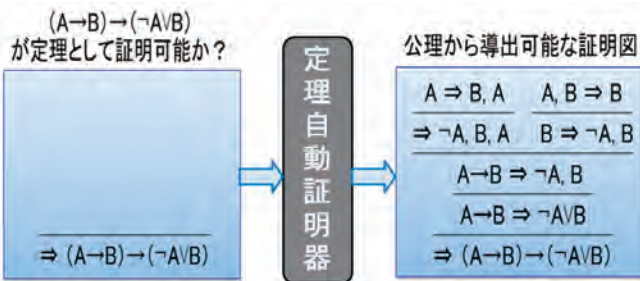 (A→B)→(¬A∨B)
が定理として証明可能か？
⇒ (A→B)→(¬A∨B)
定理自動証明器
公理から導出可能な証明図
A ⇒ B, A A, B ⇒ B
⇒ ¬A, B, A B ⇒ ¬A, B
A→B ⇒ ¬A, B
A→B ⇒ ¬A∨B
⇒ (A→B)→(¬A∨B)